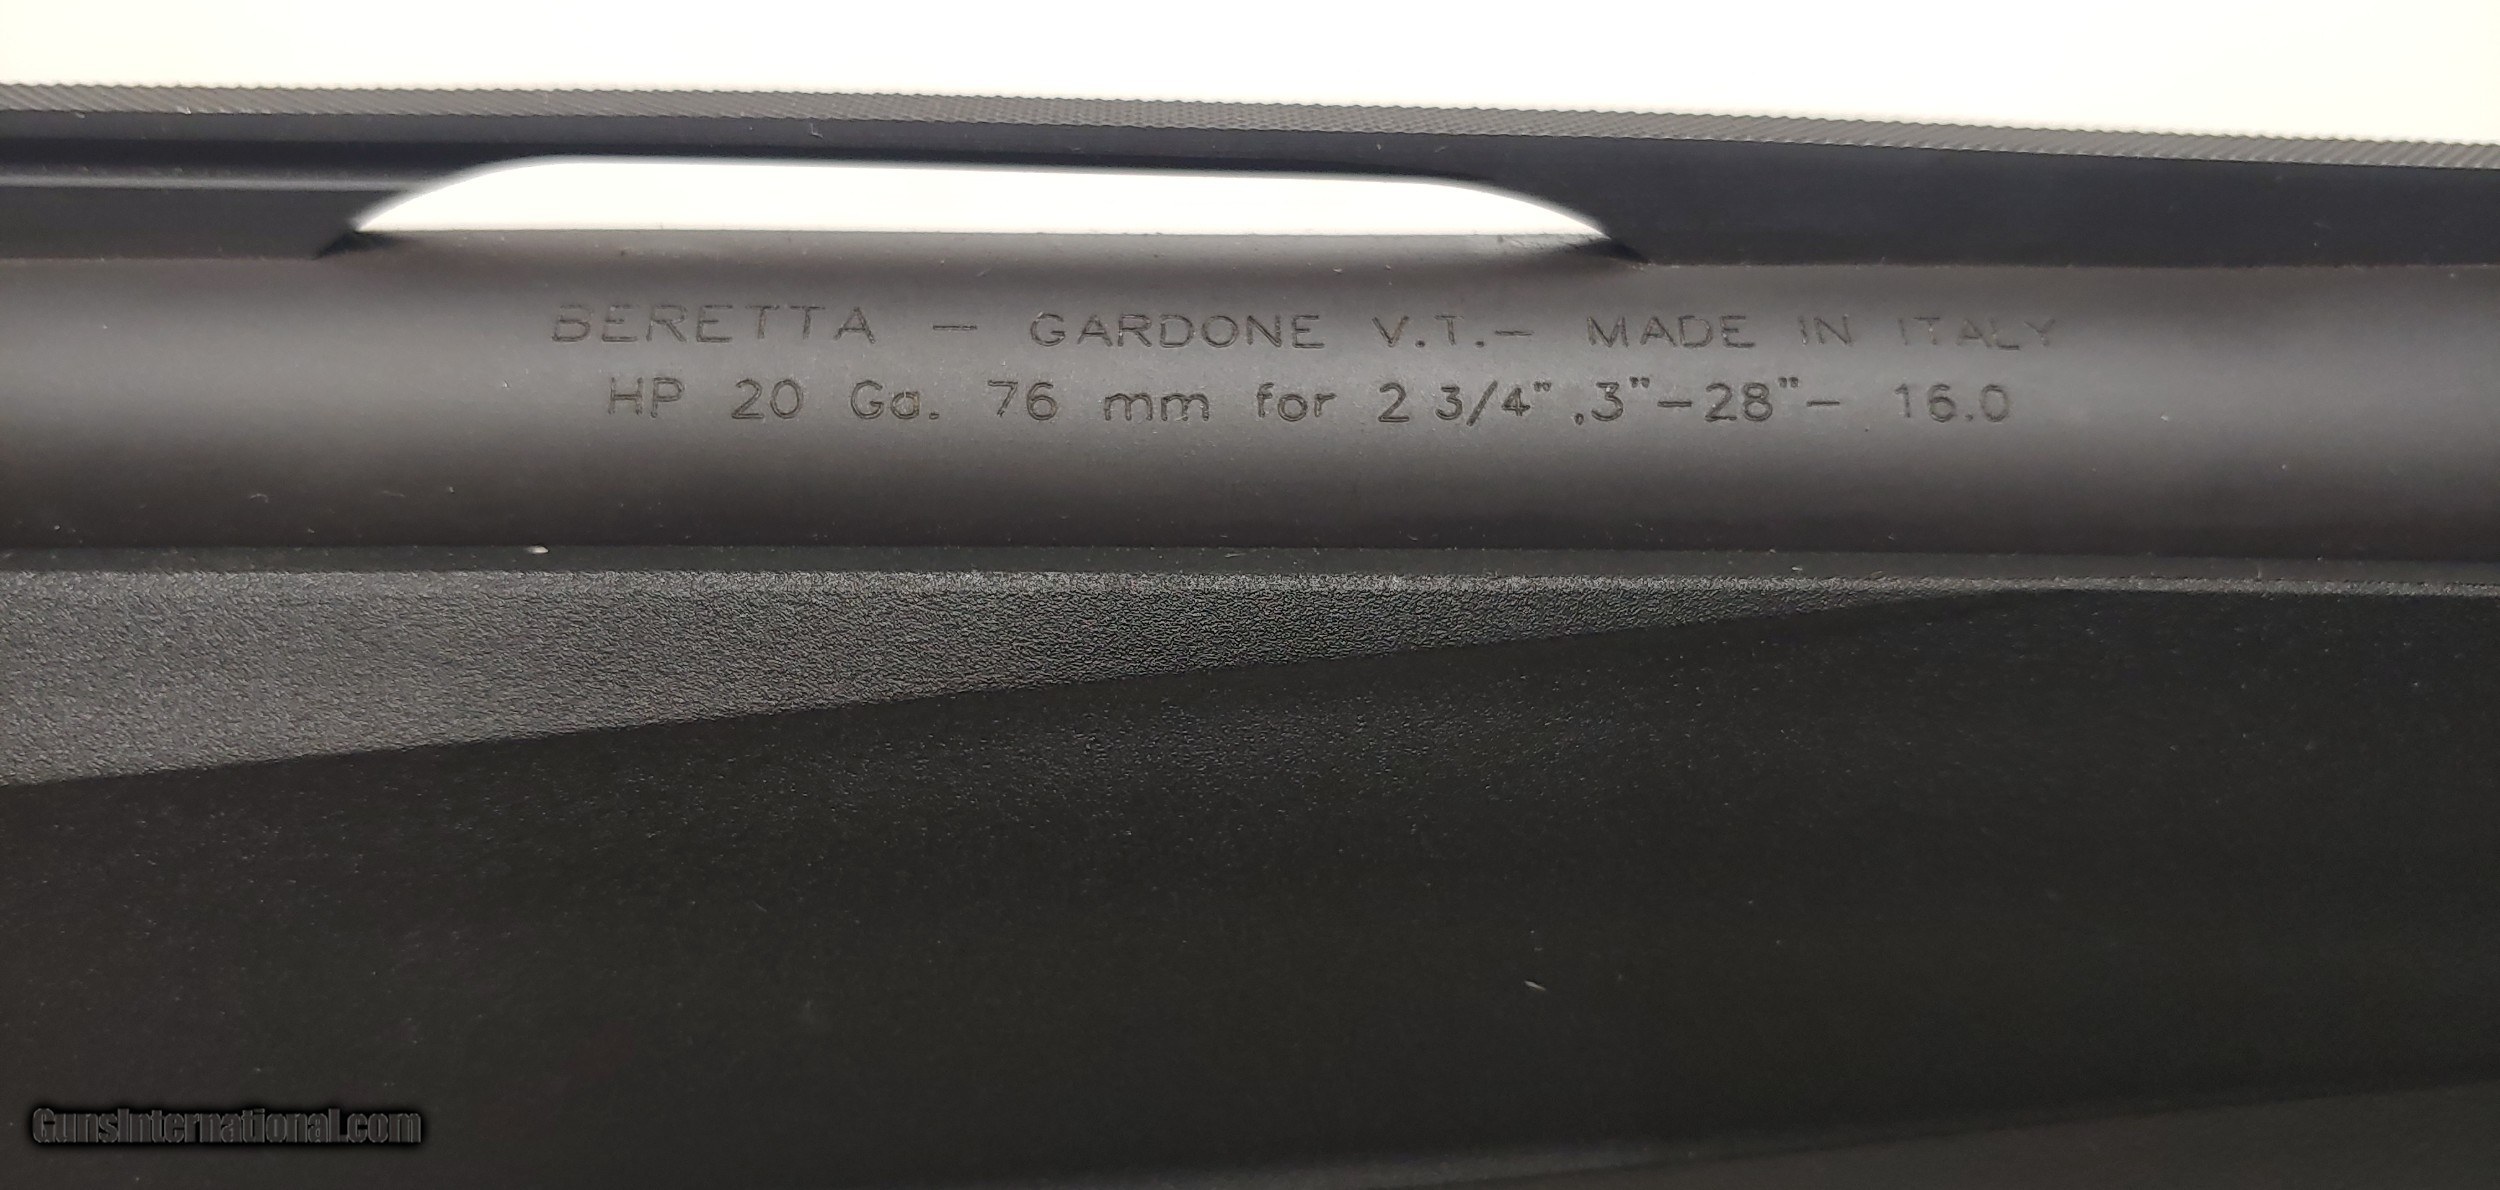 BERETTA - GARDONE V.T.- MADE IN ITALY
HP 20 Ga. 76 mm for 2 3/4",3"-28"- 16.0
GunsInternational.com